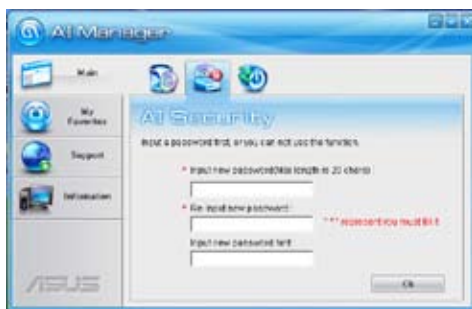 AI Manager
Main
My Favorites
Support
Information
AI Security
Input a password first, or you can not use the function.
* Input new password(Max length is 20 chars)
* Re-input new password:
"*" represent you must fill it
Input new password hint
Ok
ASUS